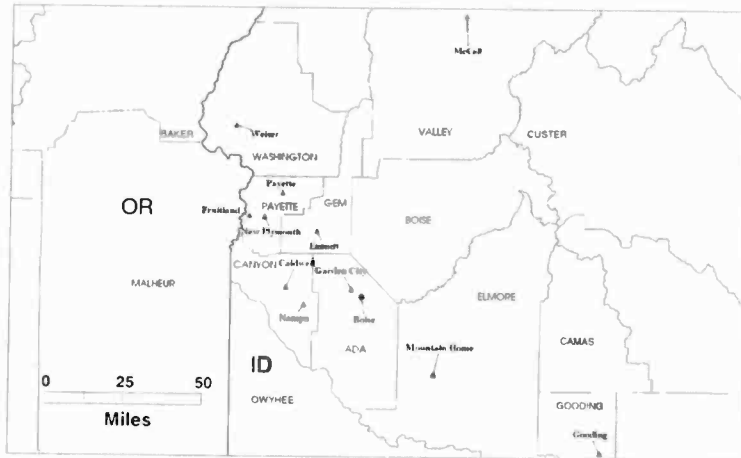 McCall
BAKER
Weiser
VALLEY
CUSTER
WASHINGTON
Payette
OR
PAYETTE
GEM
Fruitland
BOISE
New Plymouth
Emmett
CANYON
Caldwell
Garden City
MALHEUR
ELMORE
Nampa
Boise
CAMAS
ADA
Mountain Home
ID
0 25 50
Miles
OWYHEE
GOODING
Gooding